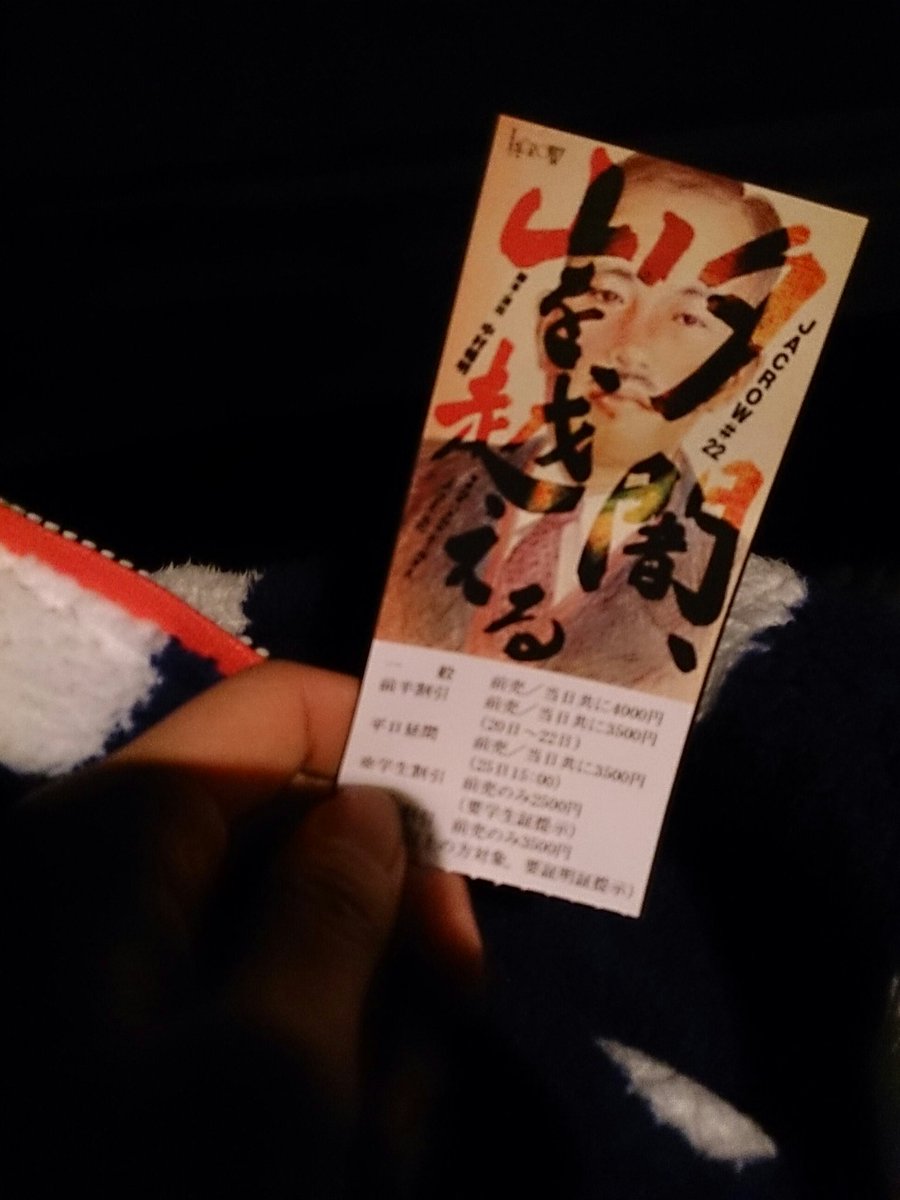 JACROW#22
夕闇、
山を越える
一般 前売/当日共に4000円
前半割引 前売/当日共に3500円
(20日~22日)
平日昼間 前売/当日共に3500円
(25日15:00)
学生割引 前売のみ2500円
(要学生証提示)
前売のみ3500円
の方対象、要証明証提示)